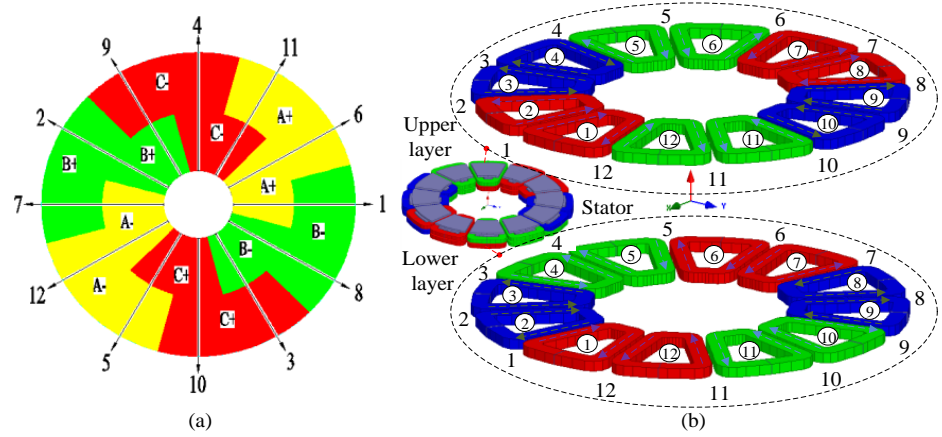 4
9
11
C-
A+
2
6
B+
C-
B+
A+
7
1
A-
B-
B-
C+
A-
12
C+
8
5
3
10
(a)
5
6
4
⑤
⑥
7
3
④
⑦
③
⑧
8
2
②
⑨
①
⑫
⑪
⑩
9
Upper
layer
1
12
11
10
Stator
X
Y
Lower
layer
4
5
6
3
④
⑤
⑥
⑦
7
③
⑧
8
2
②
⑨
①
⑫
⑪
⑩
1
9
12
11
10
(b)